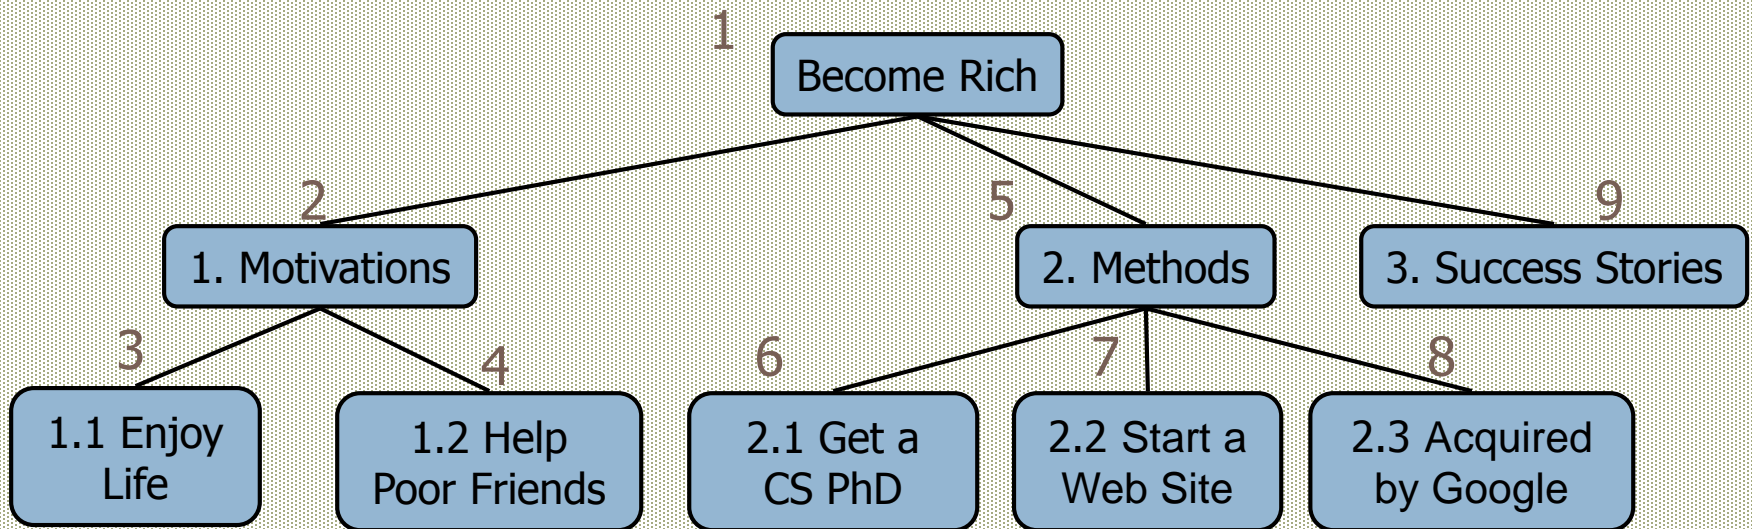 1
Become Rich
2
5
9
1. Motivations
2. Methods
3. Success Stories
3
4
6
7
8
1.1 Enjoy
Life
1.2 Help
Poor Friends
2.1 Get a
CS PhD
2.2 Start a
Web Site
2.3 Acquired
by Google